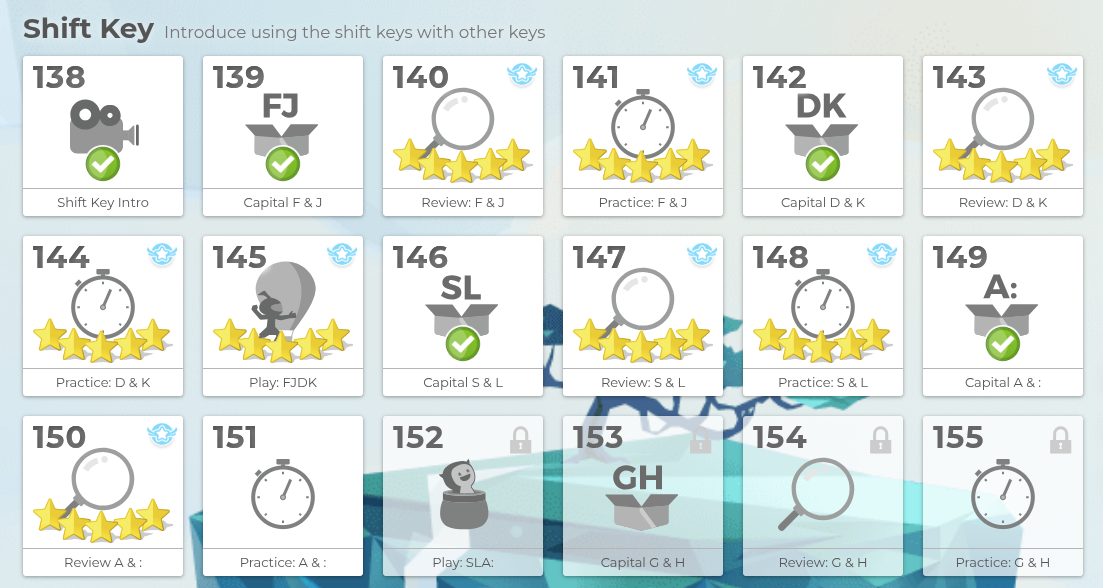 Shift Key Introduce using the shift keys with other keys
138 139 140 141 142 143
FJ DK
Shift Key Intro Capital F & J Review: F & J Practice: F & J Capital D & K Review: D & K
144 145 146 147 148 149
SL A:
Practice: D & K Play: FJDK Capital S & L Review: S & L Practice: S & L Capital A & :
150 151 152 153 154 155
GH
Review A & : Practice: A & : Play: SLA: Capital G & H Review: G & H Practice: G & H